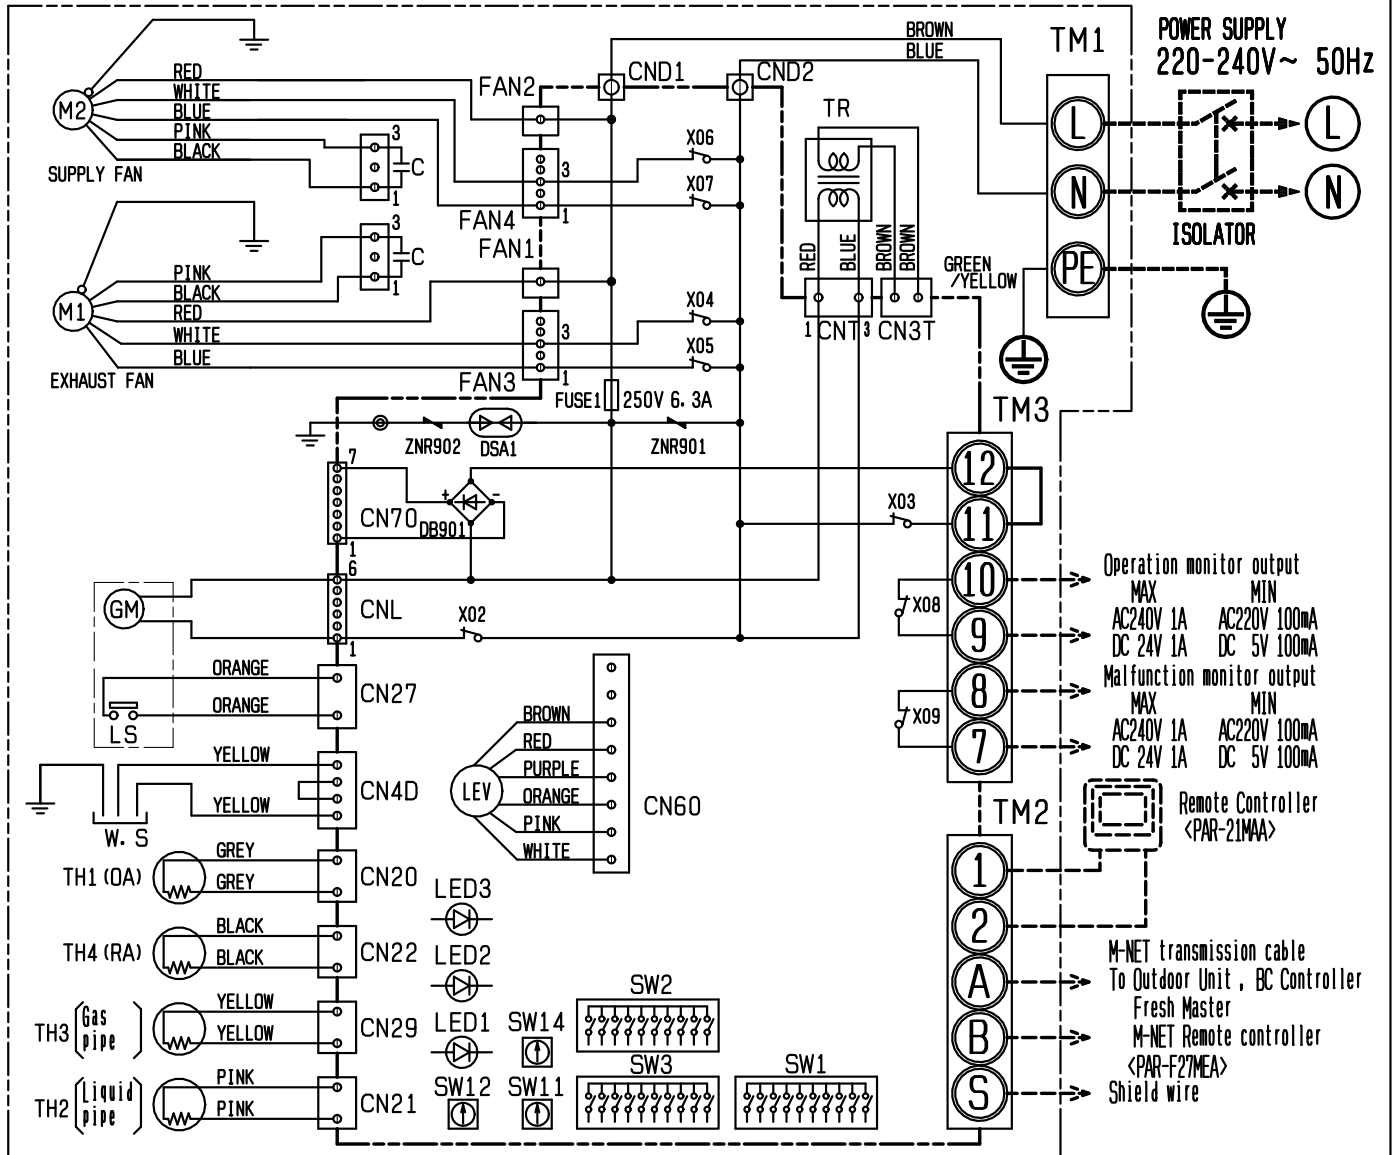 POWER SUPPLY
220-240V~ 50Hz
L
N
ISOLATOR
BROWN
BLUE
TM1
L
N
PE
GREEN
/YELLOW
M2
SUPPLY FAN
RED
WHITE
BLUE
PINK
BLACK
3
C
1
FAN2
CND1
CND2
3
1
FAN4
X06
X07
TR
RED
BLUE
BROWN
BROWN
1 CNT 3
CN3T
M1
EXHAUST FAN
PINK
BLACK
RED
WHITE
BLUE
3
C
1
FAN1
3
1
FAN3
X04
X05
FUSE1
250V 6.3A
ZNR902
DSA1
ZNR901
7
CN70
1
+
-
DB901
X03
TM3
12
11
10
9
8
7
X08
X09
Operation monitor output
MAX MIN
AC240V 1A AC220V 100mA
DC 24V 1A DC 5V 100mA
Malfunction monitor output
MAX MIN
AC240V 1A AC220V 100mA
DC 24V 1A DC 5V 100mA
6
CNL
1
X02
GM
LS
ORANGE
ORANGE
CN27
YELLOW
YELLOW
CN4D
W.S
TH1(OA)
GREY
GREY
CN20
TH4(RA)
BLACK
BLACK
CN22
TH3
Gas
pipe
YELLOW
YELLOW
CN29
TH2
Liquid
pipe
PINK
PINK
CN21
LEV
BROWN
RED
PURPLE
ORANGE
PINK
WHITE
CN60
LED3
LED2
LED1
SW14
SW12
SW11
SW2
SW3
SW1
TM2
1
2
A
B
S
Remote Controller
<PAR-21MAA>
M-NET transmission cable
To Outdoor Unit , BC Controller
Fresh Master
M-NET Remote controller
<PAR-F27MEA>
Shield wire